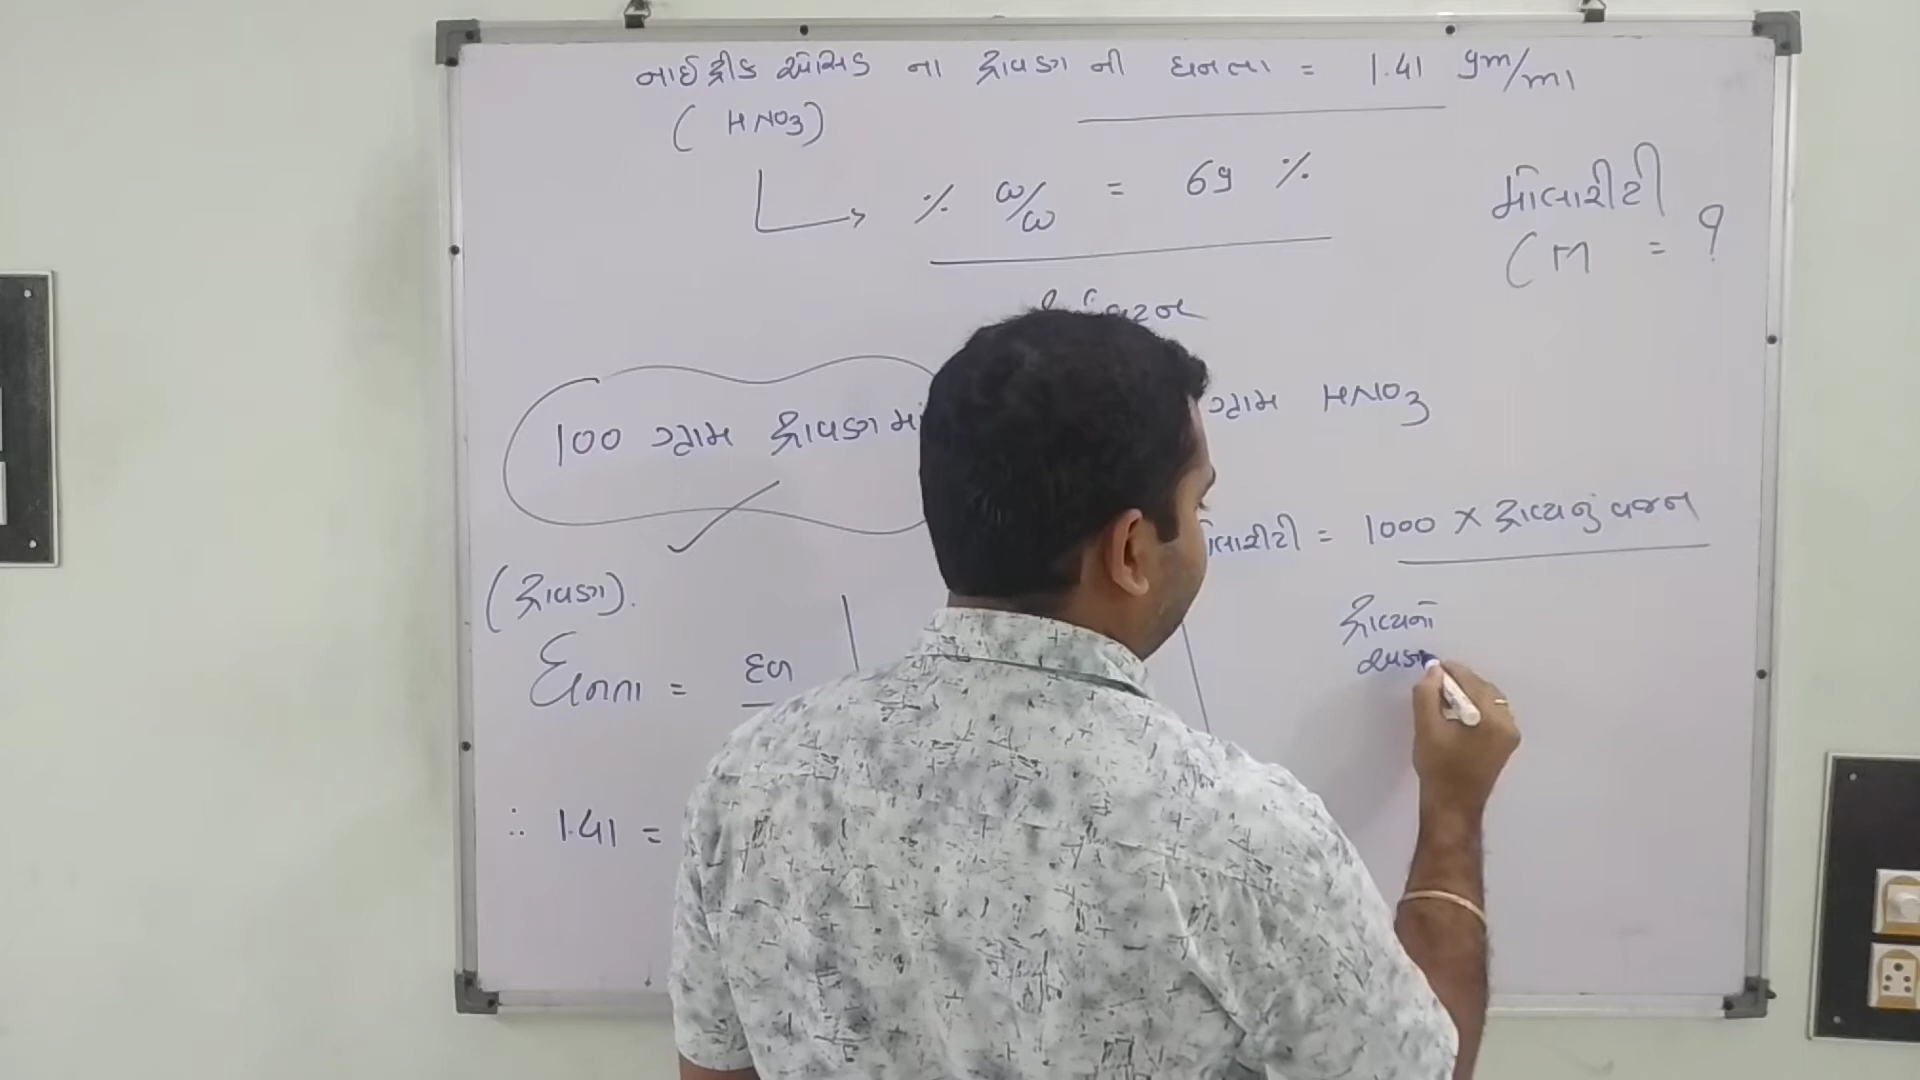 નાઈટ્રીક એસિડ ના દ્રાવણ ની ઘનતા = 1.41 gm/ml
(HNO3)
% w/w = 69 %
મોલારીટી
(M = ?
100 ગ્રામ દ્રાવણમાં
ગ્રામ HNO3
લારીટી = 1000 × દ્રાવ્યનું વજન
(દ્રાવણ).
દ્રાવ્યનો
ઘનતા = દળ
∴ 1.41 =